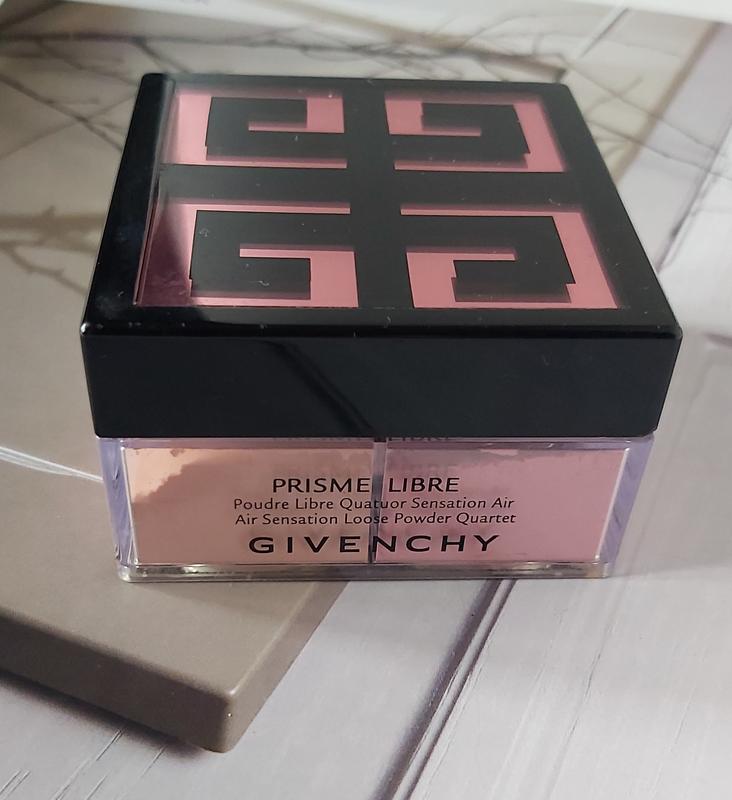 PRISME LIBRE
Poudre Libre Quatuor Sensation Air
Air Sensation Loose Powder Quartet
GIVENCHY